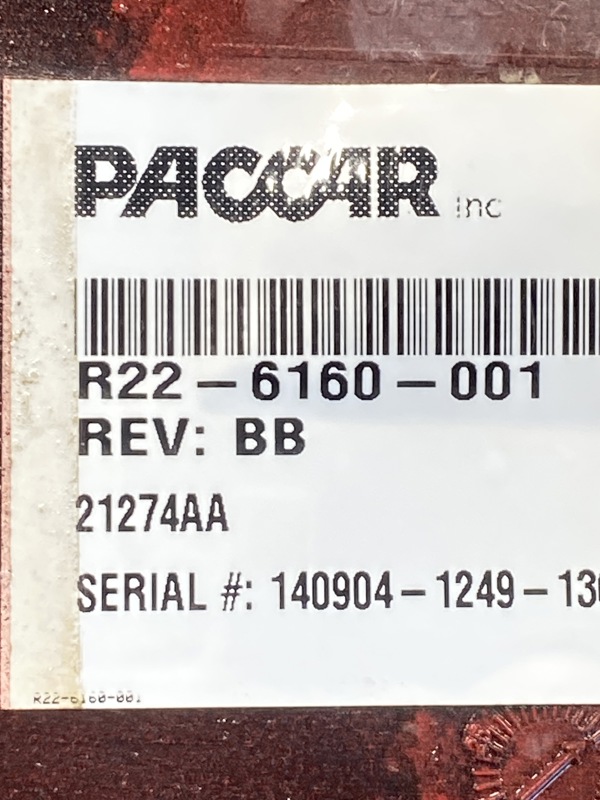 PACCAR inc
R22-6160-001
REV: BB
21274AA
SERIAL #: 140904-1249-13
R22-6160-001